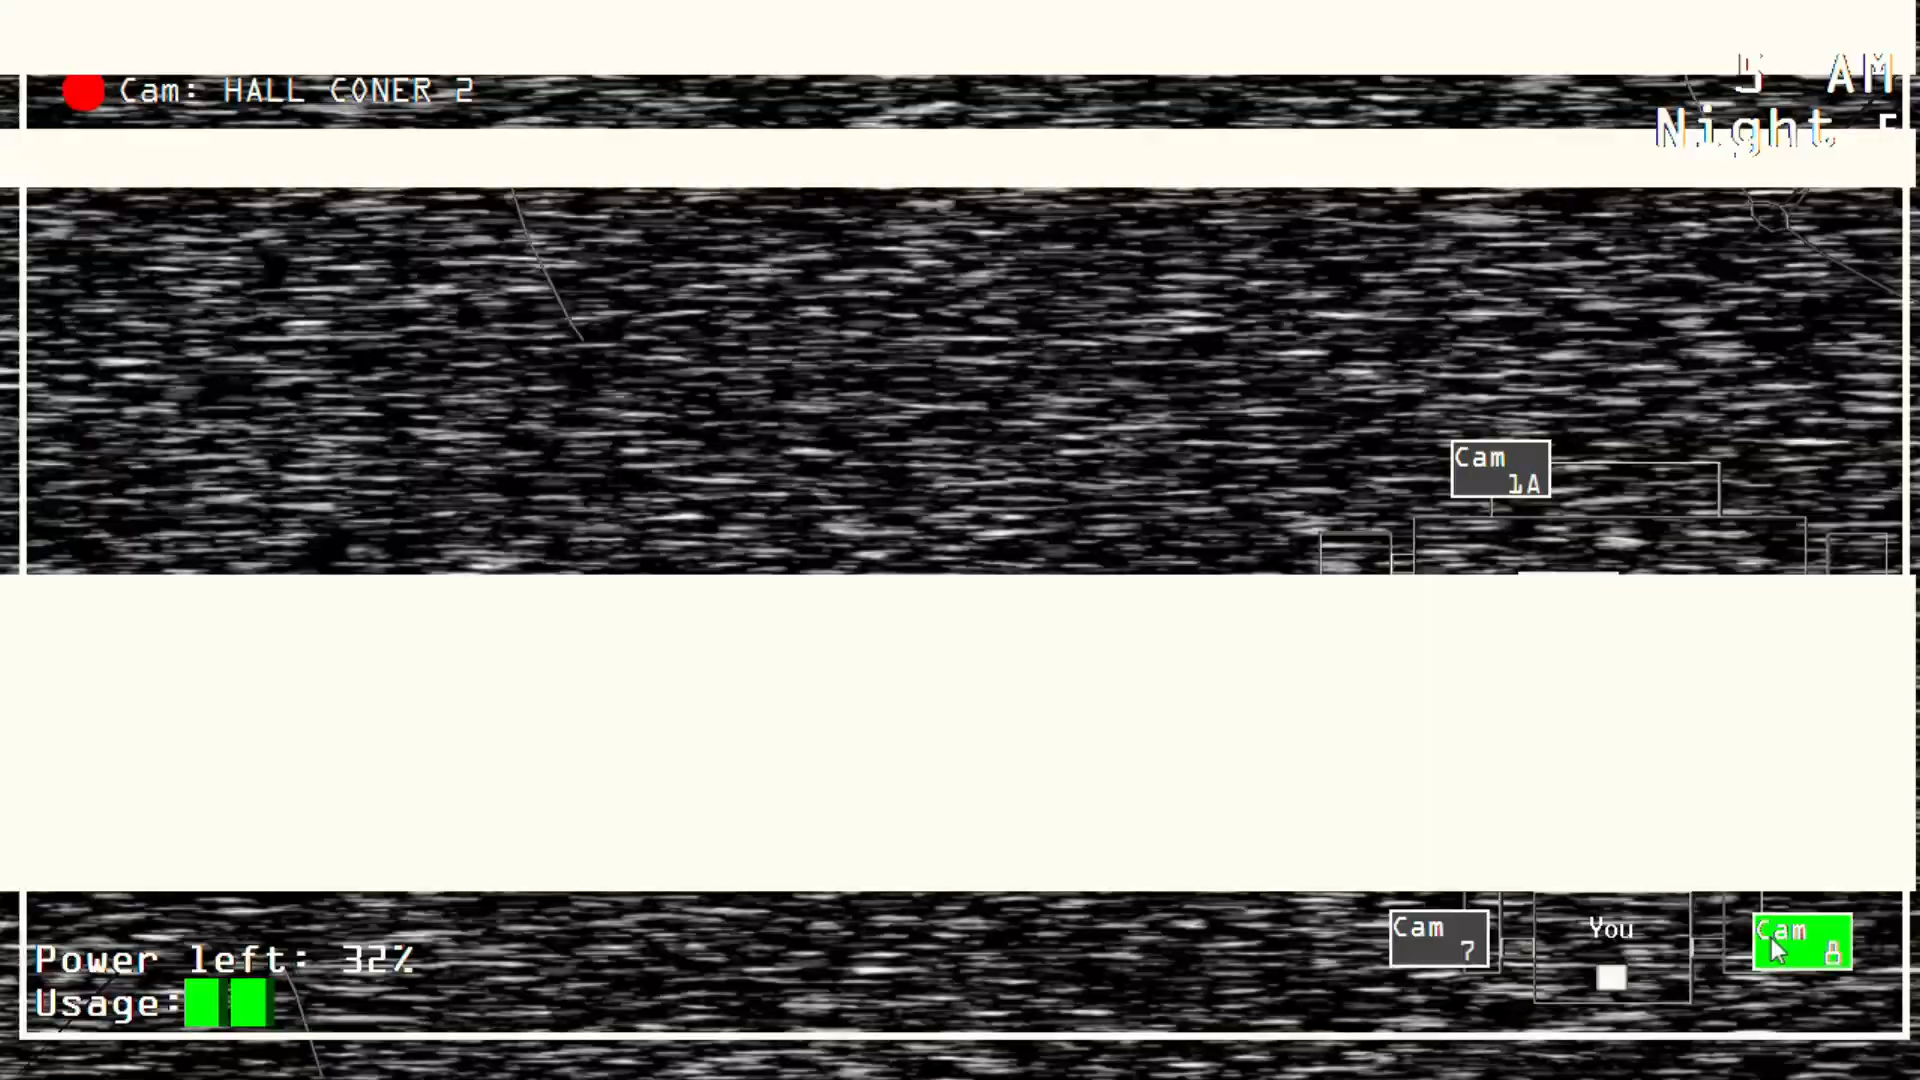 Cam: HALL CONER 2
5 AM
Night
Cam
1A
Cam
7
You
Cam
8
Power left: 32%
Usage: